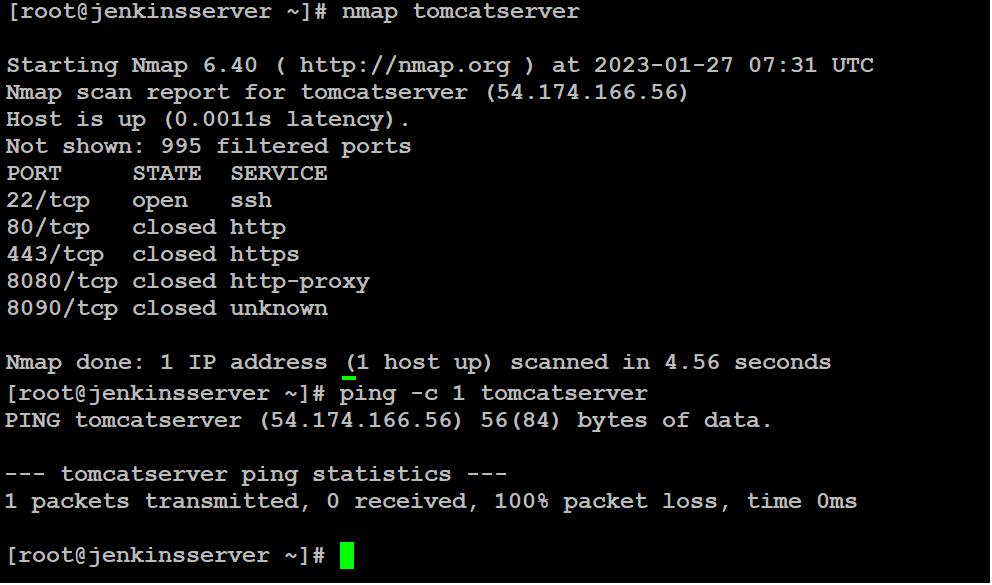 [root@jenkinsserver ~]# nmap tomcatserver
Starting Nmap 6.40 ( http://nmap.org ) at 2023-01-27 07:31 UTC
Nmap scan report for tomcatserver (54.174.166.56)
Host is up (0.0011s latency).
Not shown: 995 filtered ports
PORT     STATE  SERVICE
22/tcp   open   ssh
80/tcp   closed http
443/tcp  closed https
8080/tcp closed http-proxy
8090/tcp closed unknown
Nmap done: 1 IP address (1 host up) scanned in 4.56 seconds
[root@jenkinsserver ~]# ping -c 1 tomcatserver
PING tomcatserver (54.174.166.56) 56(84) bytes of data.
--- tomcatserver ping statistics ---
1 packets transmitted, 0 received, 100% packet loss, time 0ms
[root@jenkinsserver ~]#